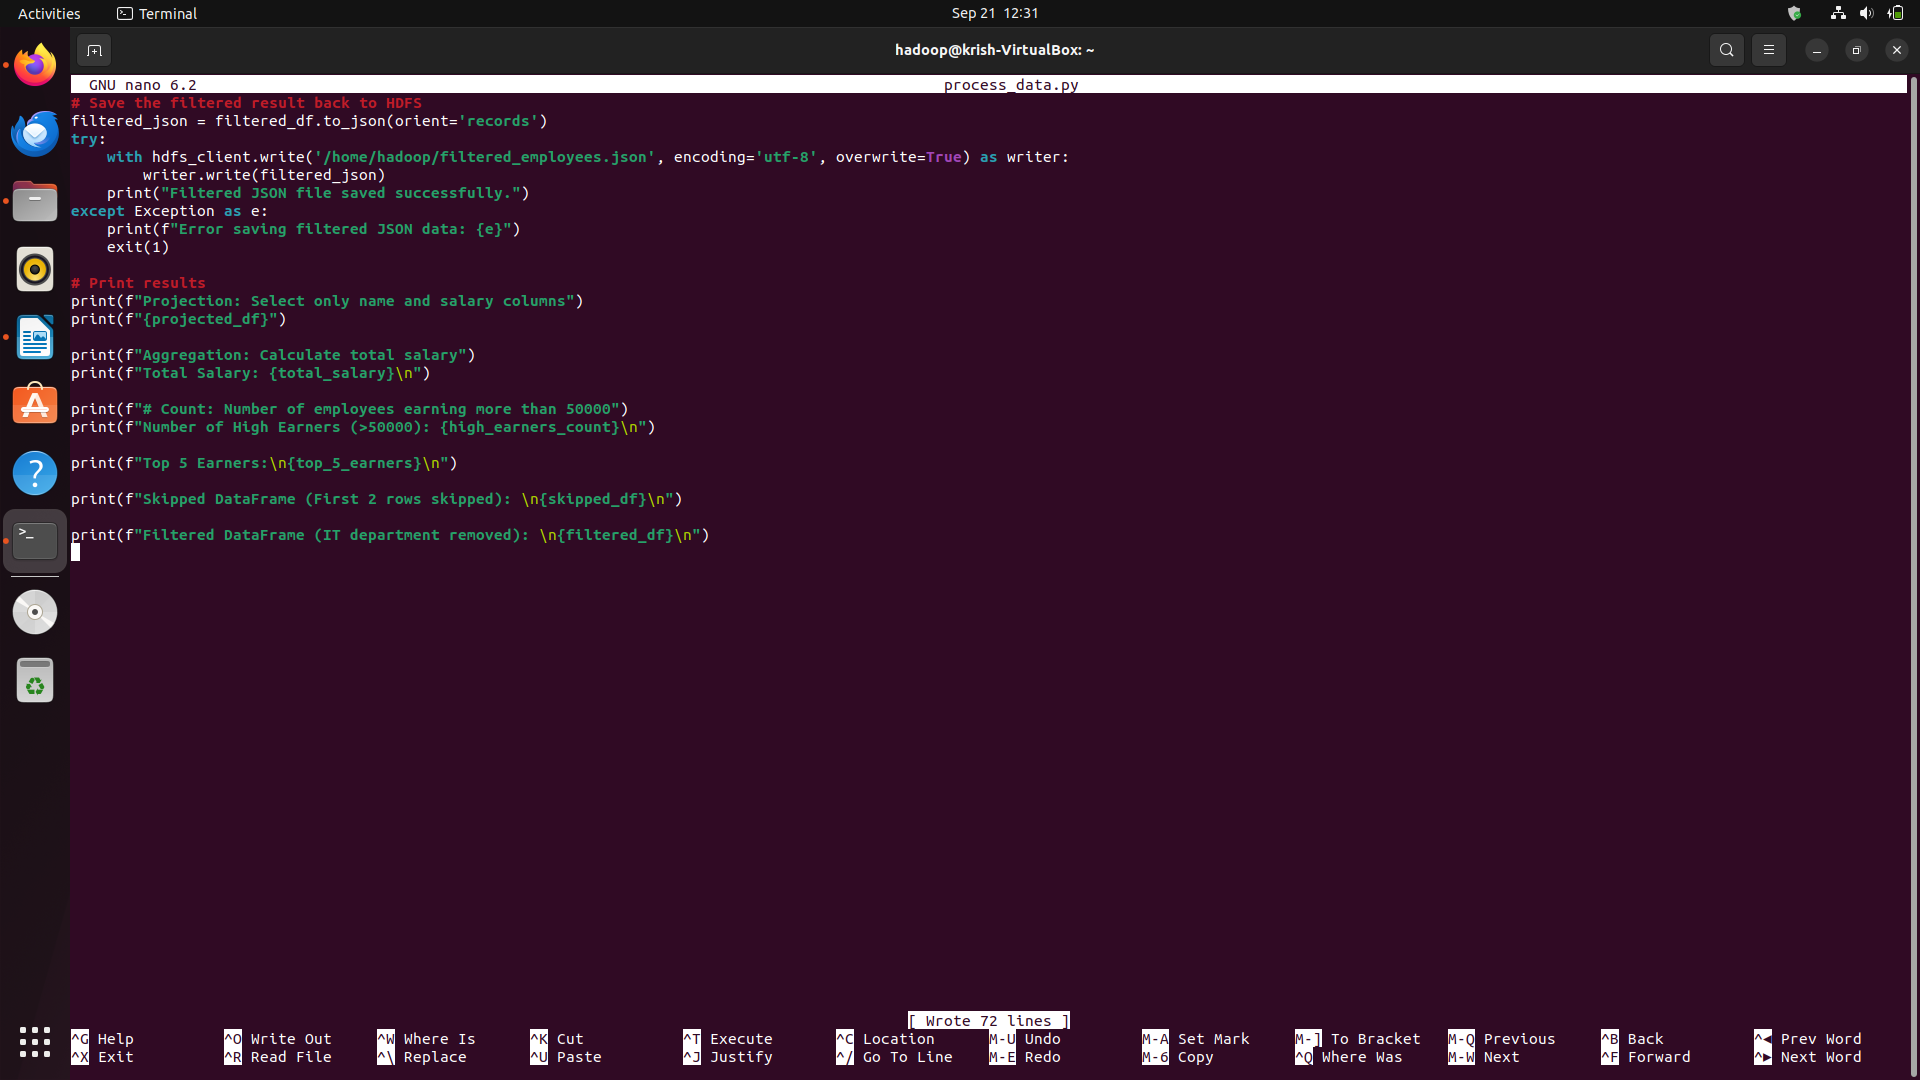 Activities Terminal Sep 21 12:31
hadoop@krish-VirtualBox: ~
GNU nano 6.2 process_data.py
# Save the filtered result back to HDFS
filtered_json = filtered_df.to_json(orient='records')
try:
    with hdfs_client.write('/home/hadoop/filtered_employees.json', encoding='utf-8', overwrite=True) as writer:
        writer.write(filtered_json)
    print("Filtered JSON file saved successfully.")
except Exception as e:
    print(f"Error saving filtered JSON data: {e}")
    exit(1)
# Print results
print(f"Projection: Select only name and salary columns")
print(f"{projected_df}")
print(f"Aggregation: Calculate total salary")
print(f"Total Salary: {total_salary}\n")
print(f"# Count: Number of employees earning more than 50000")
print(f"Number of High Earners (>50000): {high_earners_count}\n")
print(f"Top 5 Earners:\n{top_5_earners}\n")
print(f"Skipped DataFrame (First 2 rows skipped): \n{skipped_df}\n")
print(f"Filtered DataFrame (IT department removed): \n{filtered_df}\n")
[ Wrote 72 lines ]
^G Help ^O Write Out ^W Where Is ^K Cut ^T Execute ^C Location M-U Undo M-A Set Mark M-] To Bracket M-Q Previous ^B Back ^◀ Prev Word
^X Exit ^R Read File ^\ Replace ^U Paste ^J Justify ^/ Go To Line M-E Redo M-6 Copy ^Q Where Was M-W Next ^F Forward ^▶ Next Word